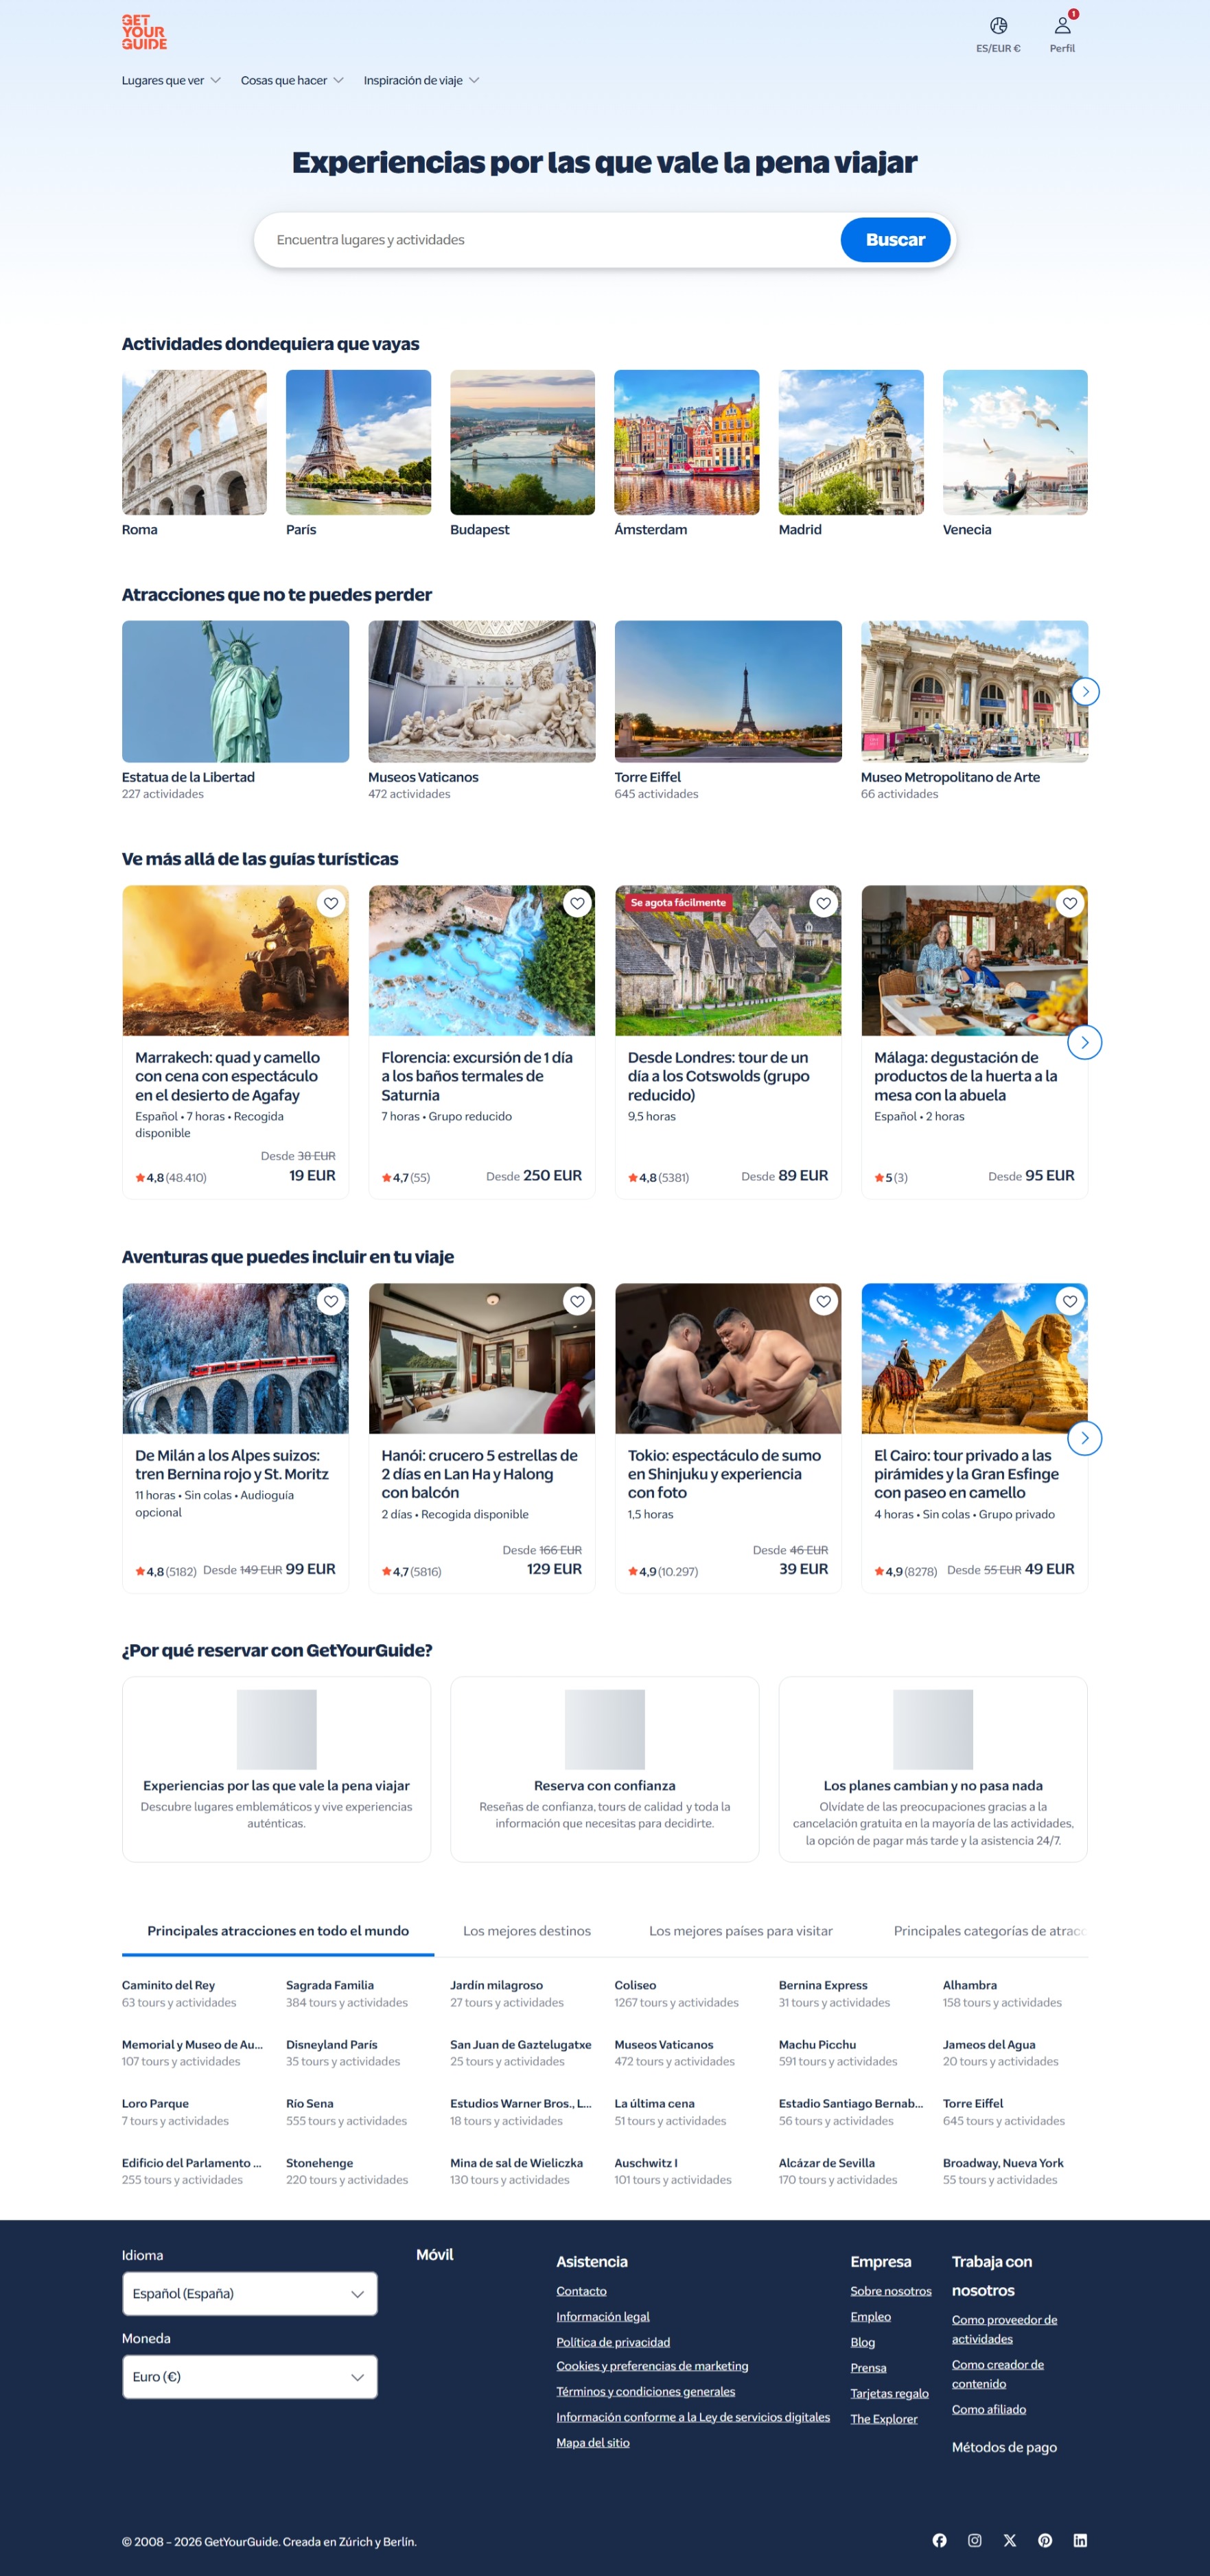 GET
YOUR
GUIDE
ES/EUR €
1
Perfil
Lugares que ver
Cosas que hacer
Inspiración de viaje
Experiencias por las que vale la pena viajar
Encuentra lugares y actividades
Buscar
Actividades dondequiera que vayas
Roma
París
Budapest
Ámsterdam
Madrid
Venecia
Atracciones que no te puedes perder
Estatua de la Libertad
227 actividades
Museos Vaticanos
472 actividades
Torre Eiffel
645 actividades
Museo Metropolitano de Arte
66 actividades
Ve más allá de las guías turísticas
Marrakech: quad y camello
con cena con espectáculo
en el desierto de Agafay
Español • 7 horas • Recogida
disponible
Desde 38 EUR
4,8 (48.410)
19 EUR
Florencia: excursión de 1 día
a los baños termales de
Saturnia
7 horas • Grupo reducido
4,7 (55)
Desde 250 EUR
Se agota fácilmente
Desde Londres: tour de un
día a los Cotswolds (grupo
reducido)
9,5 horas
4,8 (5381)
Desde 89 EUR
Málaga: degustación de
productos de la huerta a la
mesa con la abuela
Español • 2 horas
5 (3)
Desde 95 EUR
Aventuras que puedes incluir en tu viaje
De Milán a los Alpes suizos:
tren Bernina rojo y St. Moritz
11 horas • Sin colas • Audioguía
opcional
4,8 (5182)
Desde 149 EUR 99 EUR
Hanói: crucero 5 estrellas de
2 días en Lan Ha y Halong
con balcón
2 días • Recogida disponible
Desde 166 EUR
4,7 (5816)
129 EUR
Tokio: espectáculo de sumo
en Shinjuku y experiencia
con foto
1,5 horas
Desde 46 EUR
4,9 (10.297)
39 EUR
El Cairo: tour privado a las
pirámides y la Gran Esfinge
con paseo en camello
4 horas • Sin colas • Grupo privado
4,9 (8278)
Desde 55 EUR 49 EUR
¿Por qué reservar con GetYourGuide?
Experiencias por las que vale la pena viajar
Descubre lugares emblemáticos y vive experiencias
auténticas.
Reserva con confianza
Reseñas de confianza, tours de calidad y toda la
información que necesitas para decidirte.
Los planes cambian y no pasa nada
Olvídate de las preocupaciones gracias a la
cancelación gratuita en la mayoría de las actividades,
la opción de pagar más tarde y la asistencia 24/7.
Principales atracciones en todo el mundo
Los mejores destinos
Los mejores países para visitar
Principales categorías de atracc
Caminito del Rey
63 tours y actividades
Sagrada Familia
384 tours y actividades
Jardín milagroso
27 tours y actividades
Coliseo
1267 tours y actividades
Bernina Express
31 tours y actividades
Alhambra
158 tours y actividades
Memorial y Museo de Au...
107 tours y actividades
Disneyland París
35 tours y actividades
San Juan de Gaztelugatxe
25 tours y actividades
Museos Vaticanos
472 tours y actividades
Machu Picchu
591 tours y actividades
Jameos del Agua
20 tours y actividades
Loro Parque
7 tours y actividades
Río Sena
555 tours y actividades
Estudios Warner Bros., L...
18 tours y actividades
La última cena
51 tours y actividades
Estadio Santiago Bernab...
56 tours y actividades
Torre Eiffel
645 tours y actividades
Edificio del Parlamento ...
255 tours y actividades
Stonehenge
220 tours y actividades
Mina de sal de Wieliczka
130 tours y actividades
Auschwitz I
101 tours y actividades
Alcázar de Sevilla
170 tours y actividades
Broadway, Nueva York
55 tours y actividades
Idioma
Español (España)
Moneda
Euro (€)
Móvil
Asistencia
Contacto
Información legal
Política de privacidad
Cookies y preferencias de marketing
Términos y condiciones generales
Información conforme a la Ley de servicios digitales
Mapa del sitio
Empresa
Sobre nosotros
Empleo
Blog
Prensa
Tarjetas regalo
The Explorer
Trabaja con
nosotros
Como proveedor de
actividades
Como creador de
contenido
Como afiliado
Métodos de pago
© 2008 – 2026 GetYourGuide. Creada en Zúrich y Berlín.